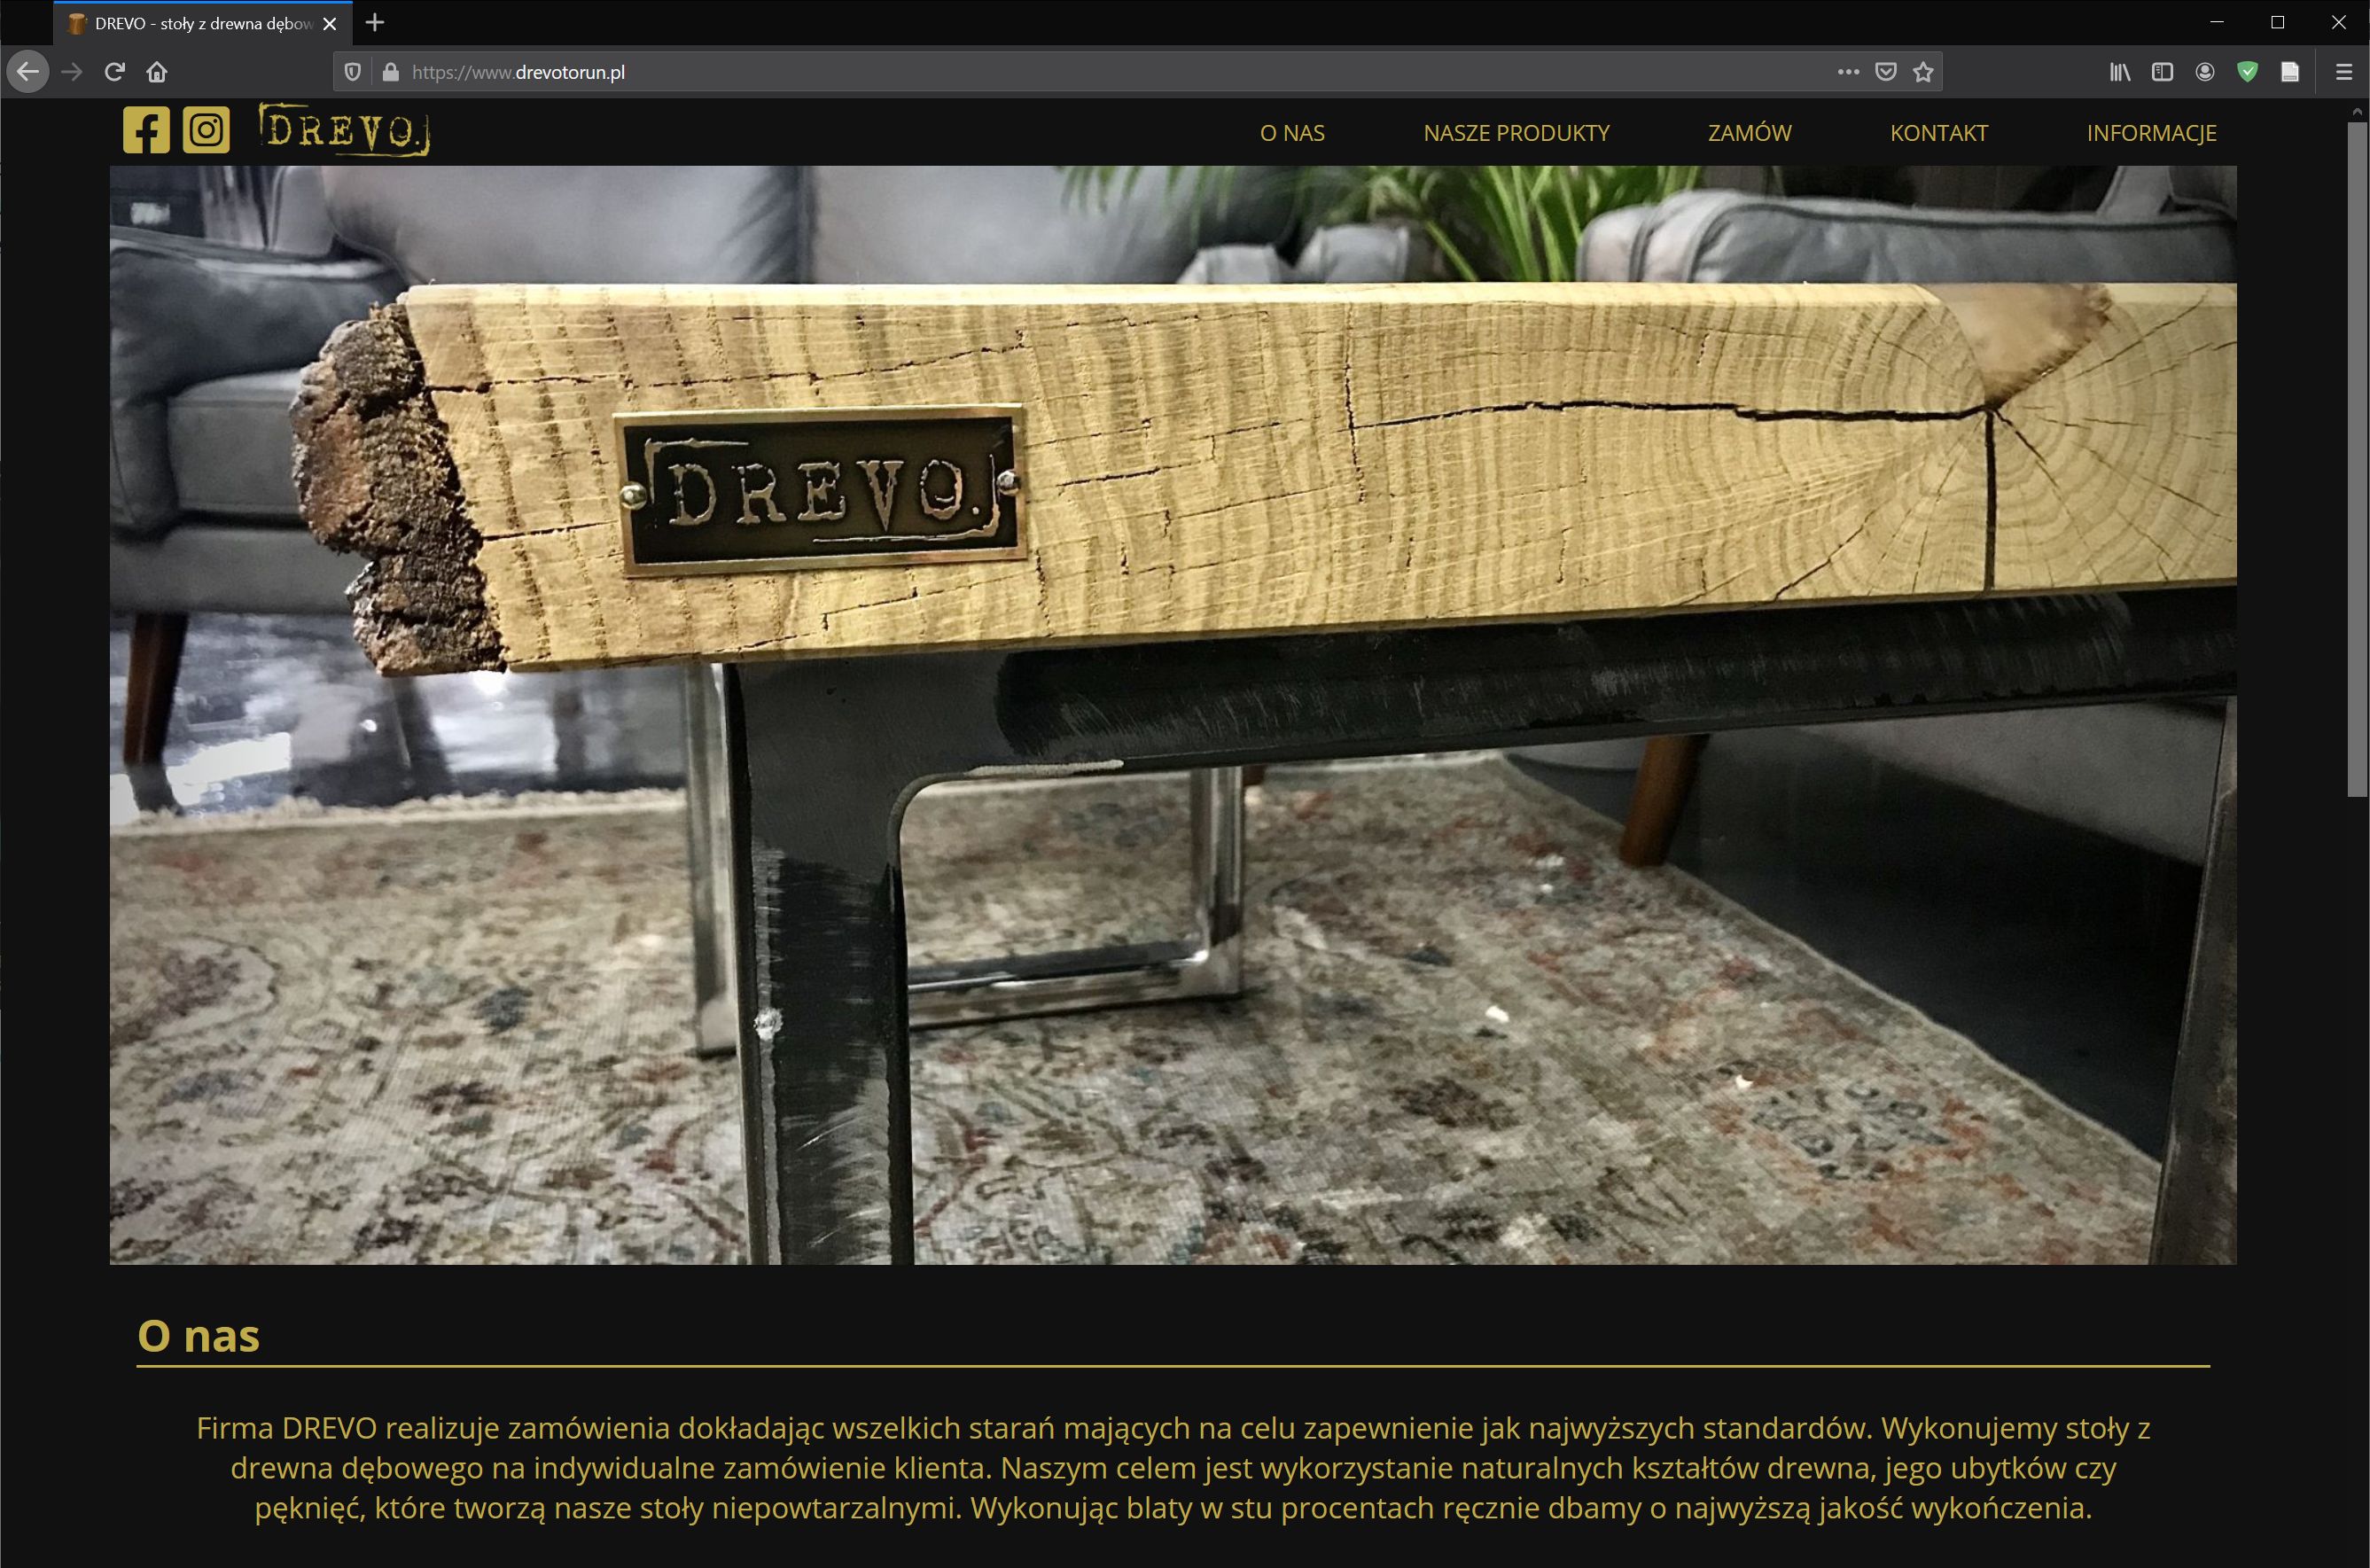 DREVO - stoły z drewna dębow
https://www.drevotorun.pl
DREVO.
O NAS
NASZE PRODUKTY
ZAMÓW
KONTAKT
INFORMACJE
DREVO.
O nas
Firma DREVO realizuje zamówienia dokładając wszelkich starań mających na celu zapewnienie jak najwyższych standardów. Wykonujemy stoły z
drewna dębowego na indywidualne zamówienie klienta. Naszym celem jest wykorzystanie naturalnych kształtów drewna, jego ubytków czy
pęknięć, które tworzą nasze stoły niepowtarzalnymi. Wykonując blaty w stu procentach ręcznie dbamy o najwyższą jakość wykończenia.